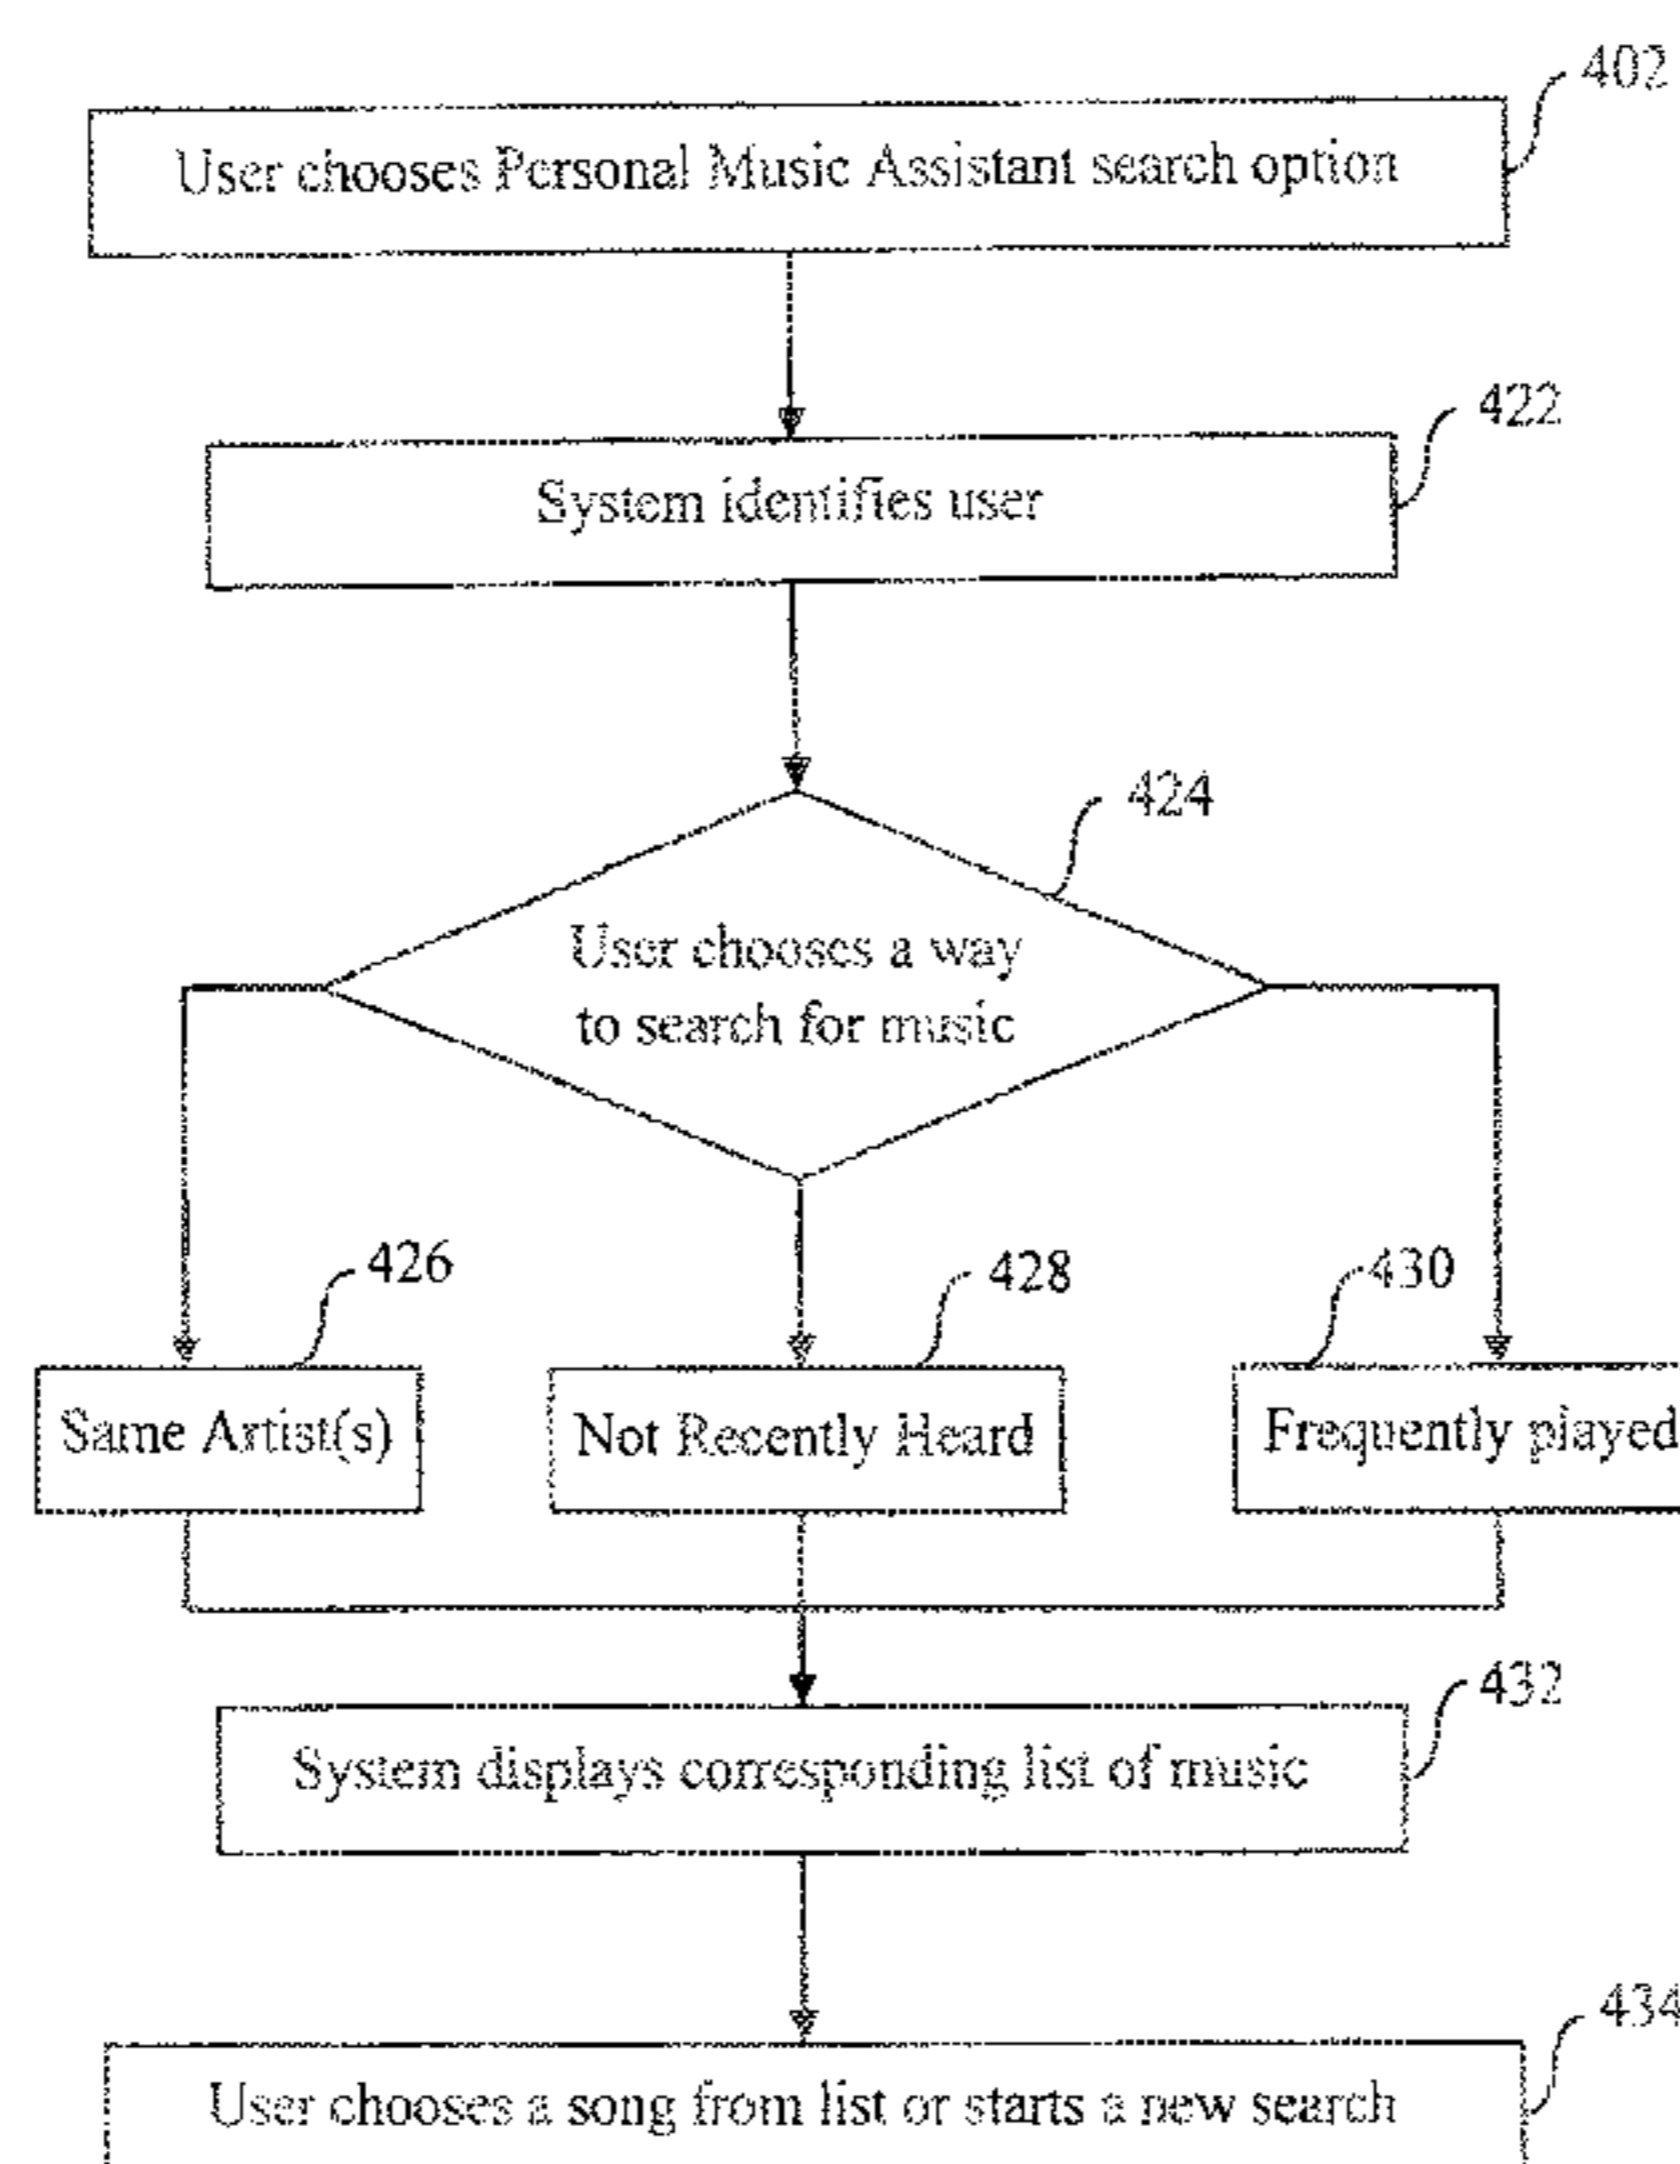 402
User chooses Personal Music Assistant search option
422
System identifies user
424
User chooses a way
to search for music
426
428
430
Same Artist(s)
Not Recently Heard
Frequently played
432
System displays corresponding list of music
434
User chooses a song from list or starts a new search